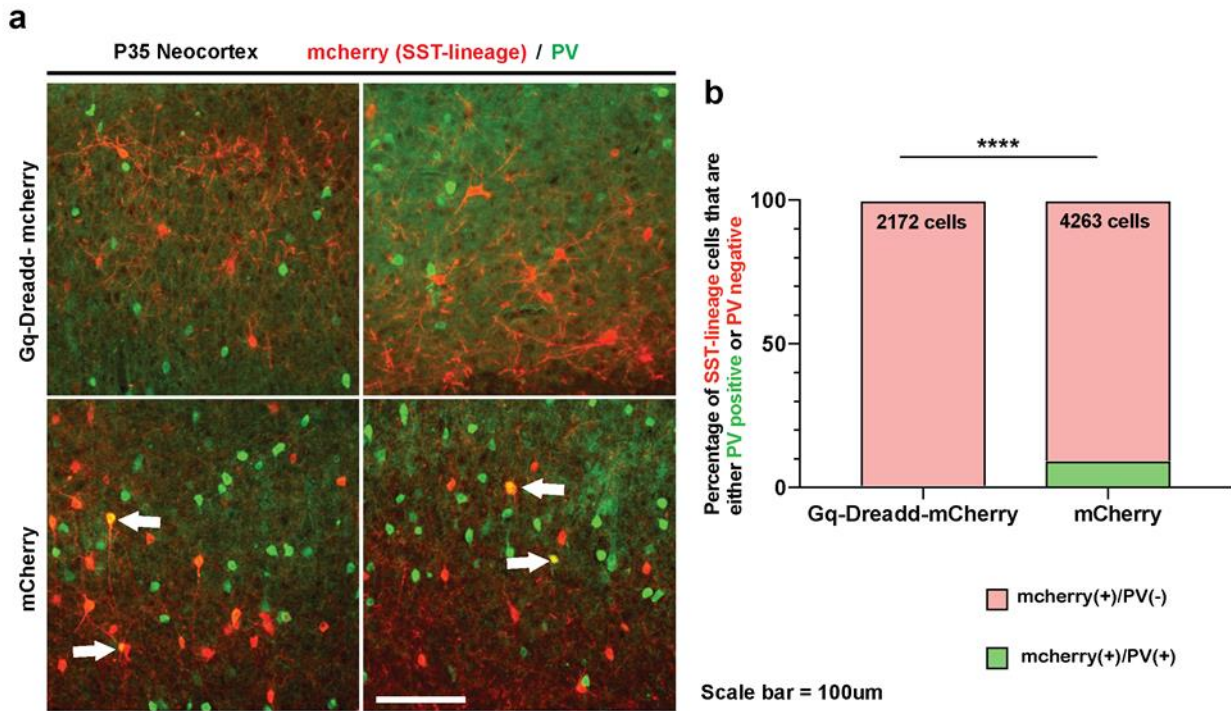 a
P35 Neocortex mcherry (SST-lineage) / PV
Gq-Dreadd- mcherry
mCherry
b
****
Percentage of SST-lineage cells that are
either PV positive or PV negative
100
50
0
2172 cells
4263 cells
Gq-Dreadd-mCherry
mCherry
mcherry(+)/PV(-)
mcherry(+)/PV(+)
Scale bar = 100um